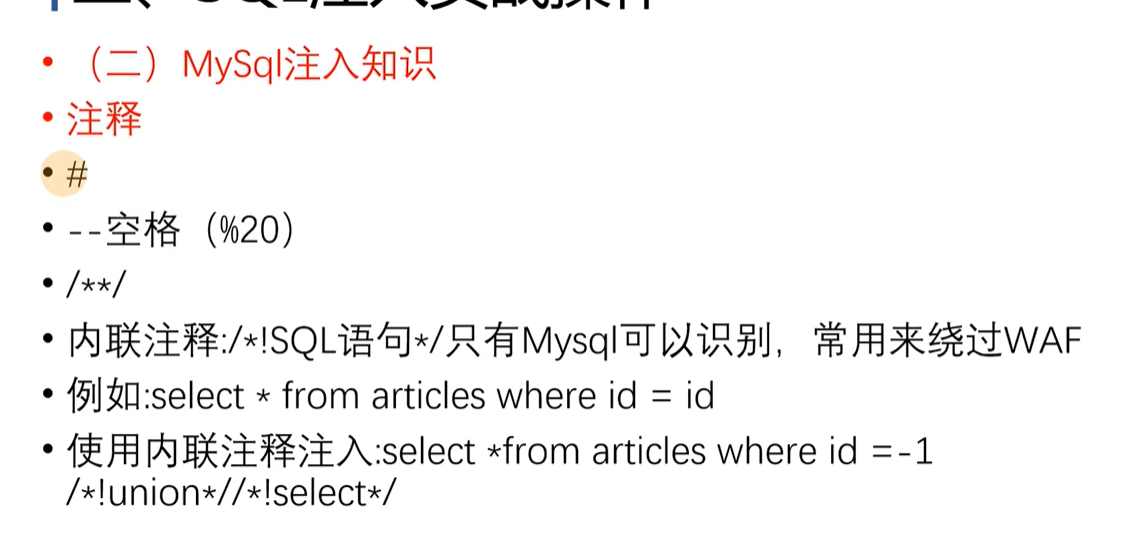 • （二）MySql注入知识
• 注释
• #
• --空格（%20）
• /**/
• 内联注释:/*!SQL语句*/只有Mysql可以识别，常用来绕过WAF
• 例如:select * from articles where id = id
• 使用内联注释注入:select *from articles where id =-1
/*!union*//*!select*/